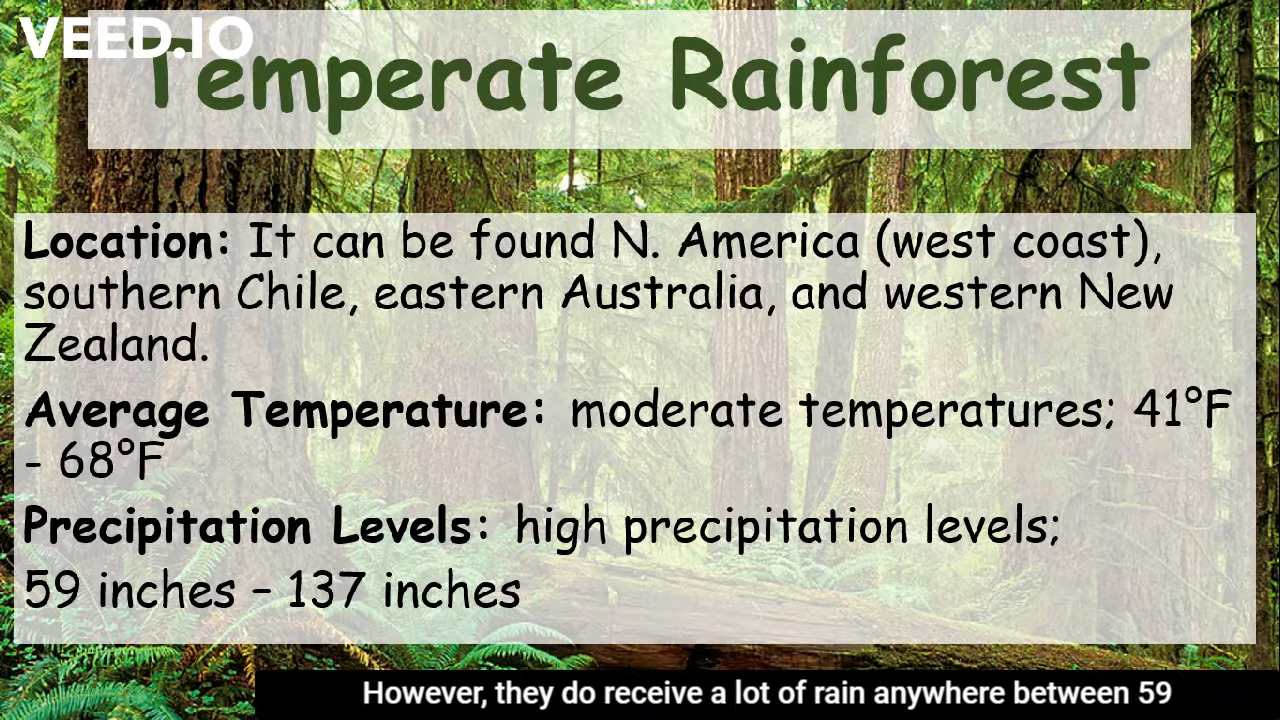 VEED.IO
Temperate Rainforest
Location: It can be found N. America (west coast),
southern Chile, eastern Australia, and western New
Zealand.
Average Temperature: moderate temperatures; 41°F
- 68°F
Precipitation Levels: high precipitation levels;
59 inches – 137 inches
However, they do receive a lot of rain anywhere between 59